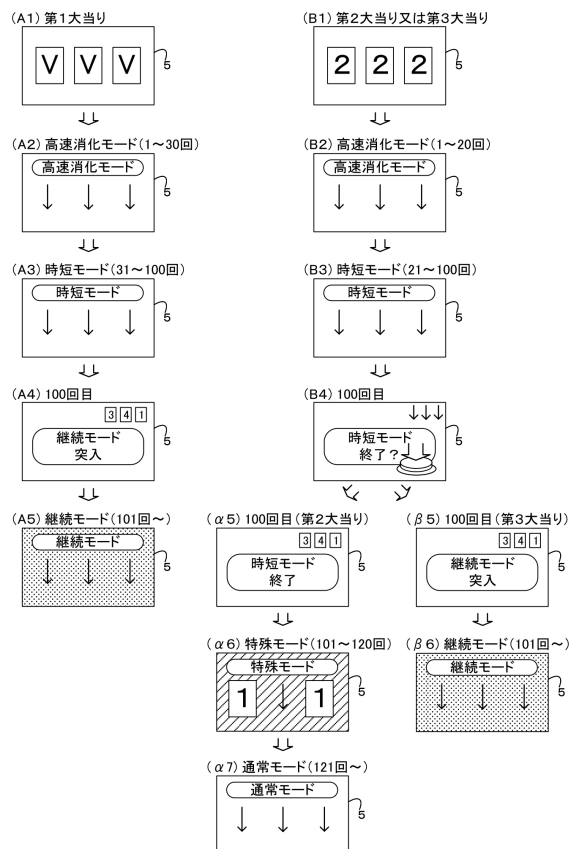 (A1) 第1大当り
V V V
5
(B1) 第2大当り又は第3大当り
2 2 2
5
(A2) 高速消化モード(1～30回)
高速消化モード
5
(B2) 高速消化モード(1～20回)
高速消化モード
5
(A3) 時短モード(31～100回)
時短モード
5
(B3) 時短モード(21～100回)
時短モード
5
(A4) 100回目
3 4 1
継続モード
突入
5
(B4) 100回目
時短モード
終了?
5
(A5) 継続モード(101回～)
継続モード
5
(α5) 100回目(第2大当り)
3 4 1
時短モード
終了
5
(β5) 100回目(第3大当り)
3 4 1
継続モード
突入
5
(α6) 特殊モード(101～120回)
特殊モード
1 1
5
(β6) 継続モード(101回～)
継続モード
5
(α7) 通常モード(121回～)
通常モード
5